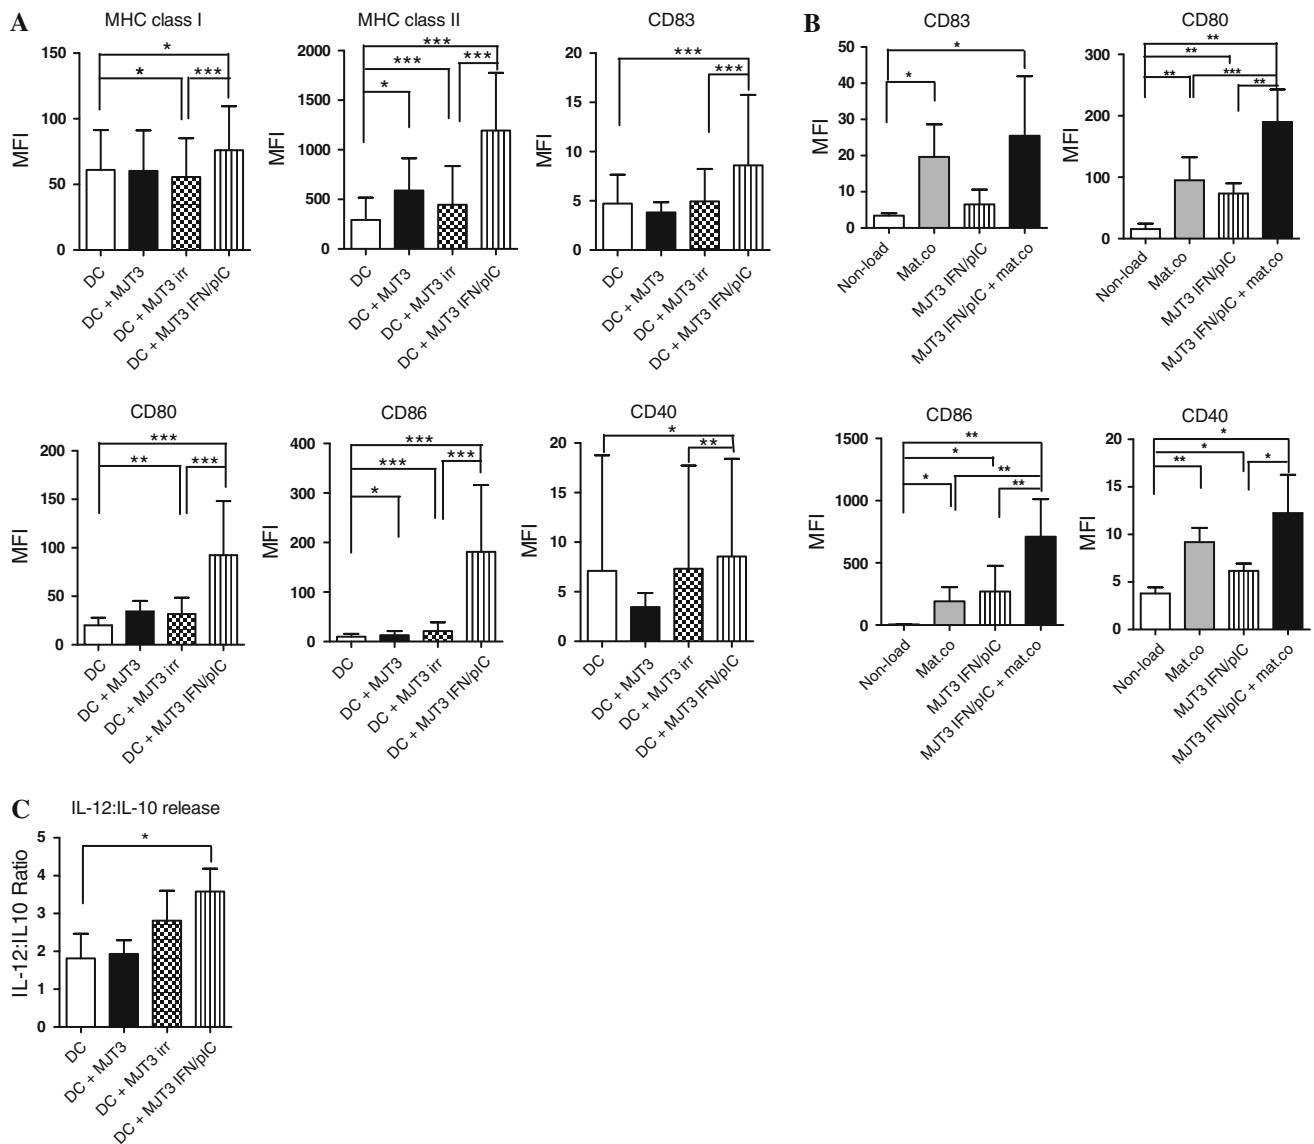 A
MHC class I
*
*
***
150
100
50
0
MFI
DC
DC + MJT3
DC + MJT3 irr
DC + MJT3 IFN/pIC
MHC class II
***
***
***
*
2000
1500
1000
500
0
MFI
DC
DC + MJT3
DC + MJT3 irr
DC + MJT3 IFN/pIC
CD83
***
***
20
15
10
5
0
MFI
DC
DC + MJT3
DC + MJT3 irr
DC + MJT3 IFN/pIC
CD80
***
**
***
200
150
100
50
0
MFI
DC
DC + MJT3
DC + MJT3 irr
DC + MJT3 IFN/pIC
CD86
***
***
***
*
400
300
200
100
0
MFI
DC
DC + MJT3
DC + MJT3 irr
DC + MJT3 IFN/pIC
CD40
*
**
20
15
10
5
0
MFI
DC
DC + MJT3
DC + MJT3 irr
DC + MJT3 IFN/pIC
B
CD83
*
*
50
40
30
20
10
0
MFI
Non-load
Mat.co
MJT3 IFN/pIC
MJT3 IFN/pIC + mat.co
CD80
**
**
**
***
**
300
200
100
0
MFI
Non-load
Mat.co
MJT3 IFN/pIC
MJT3 IFN/pIC + mat.co
CD86
**
*
*
**
**
1500
1000
500
0
MFI
Non-load
Mat.co
MJT3 IFN/pIC
MJT3 IFN/pIC + mat.co
CD40
*
*
**
*
20
15
10
5
0
MFI
Non-load
Mat.co
MJT3 IFN/pIC
MJT3 IFN/pIC + mat.co
C
IL-12:IL-10 release
*
5
4
3
2
1
0
IL-12:IL10 Ratio
DC
DC + MJT3
DC + MJT3 irr
DC + MJT3 IFN/pIC